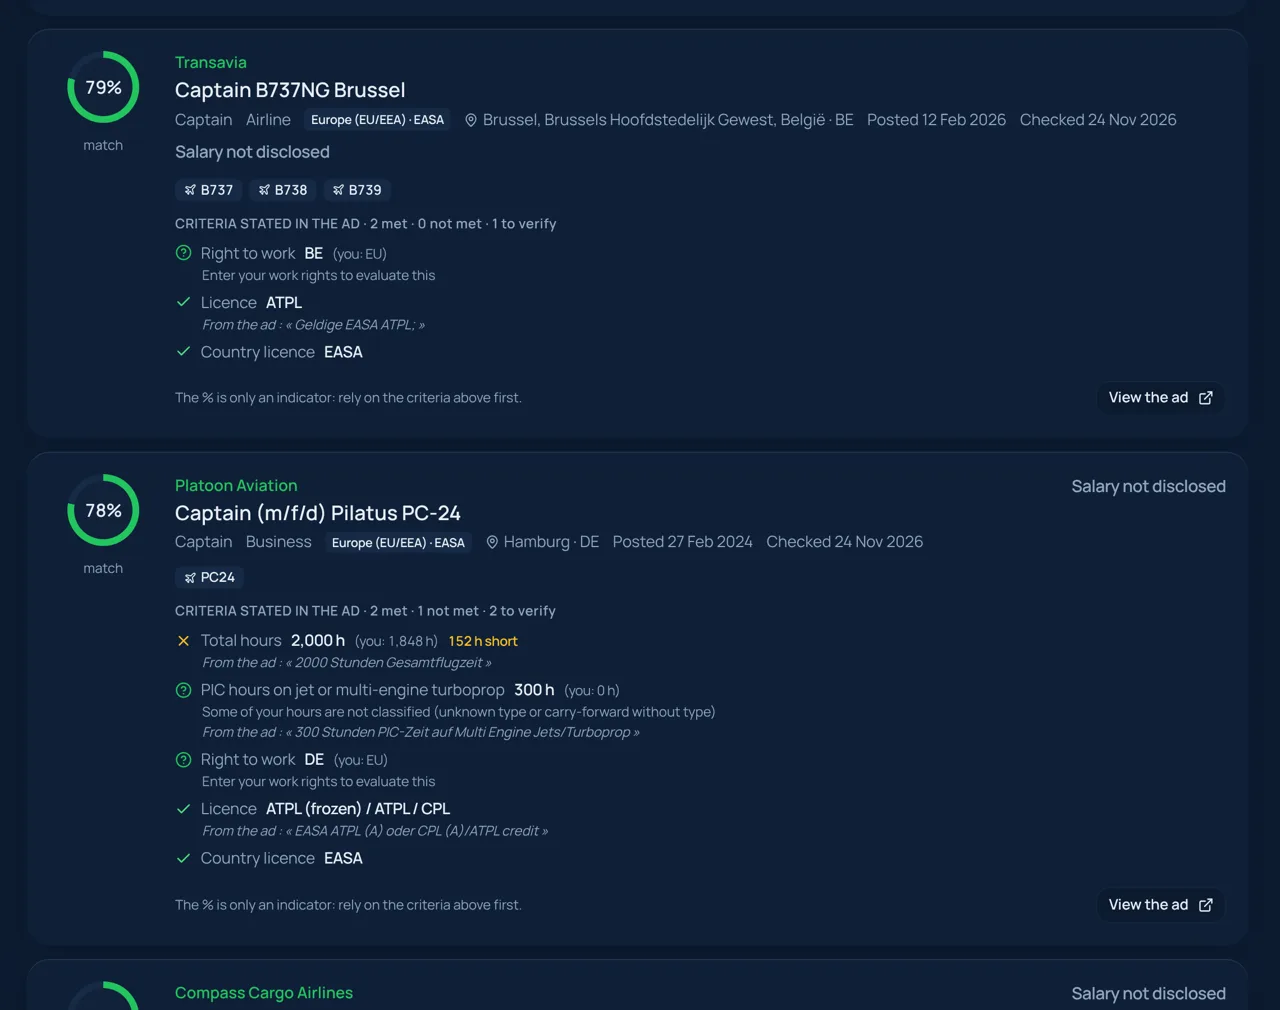 79%
match
Transavia
Captain B737NG Brussel
Captain Airline Europe (EU/EEA) · EASA Brussel, Brussels Hoofdstedelijk Gewest, België · BE Posted 12 Feb 2026 Checked 24 Nov 2026
Salary not disclosed
B737 B738 B739
CRITERIA STATED IN THE AD · 2 met · 0 not met · 1 to verify
Right to work BE (you: EU)
Enter your work rights to evaluate this
Licence ATPL
From the ad : « Geldige EASA ATPL; »
Country licence EASA
The % is only an indicator: rely on the criteria above first.
View the ad
78%
match
Platoon Aviation
Salary not disclosed
Captain (m/f/d) Pilatus PC-24
Captain Business Europe (EU/EEA) · EASA Hamburg · DE Posted 27 Feb 2024 Checked 24 Nov 2026
PC24
CRITERIA STATED IN THE AD · 2 met · 1 not met · 2 to verify
Total hours 2,000 h (you: 1,848 h) 152 h short
From the ad : « 2000 Stunden Gesamtflugzeit »
PIC hours on jet or multi-engine turboprop 300 h (you: 0 h)
Some of your hours are not classified (unknown type or carry-forward without type)
From the ad : « 300 Stunden PIC-Zeit auf Multi Engine Jets/Turboprop »
Right to work DE (you: EU)
Enter your work rights to evaluate this
Licence ATPL (frozen) / ATPL / CPL
From the ad : « EASA ATPL (A) oder CPL (A)/ATPL credit »
Country licence EASA
The % is only an indicator: rely on the criteria above first.
View the ad
Compass Cargo Airlines
Salary not disclosed